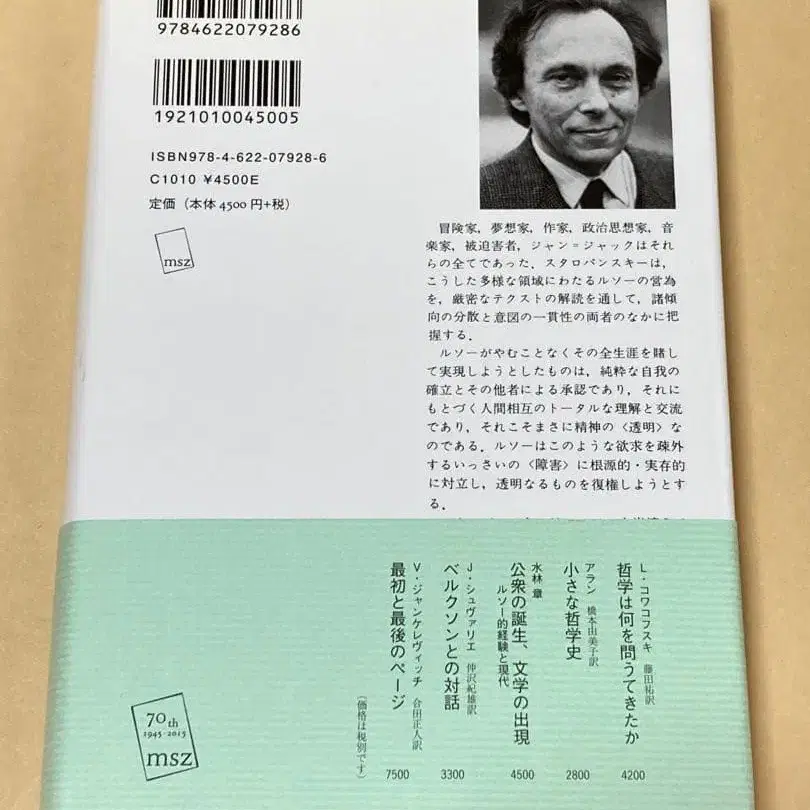 9784622079286
1921010045005
ISBN978-4-622-07928-6
C1010 ¥4500E
定価（本体4500円+税）
msz
冒険家，夢想家，作家，政治思想家，音
楽家，被迫害者，ジャン＝ジャックはそれ
らの全てであった．スタロバンスキーは，
こうした多様な領域にわたるルソーの営為
を，厳密なテクストの解読を通して，諸傾
向の分散と意図の一貫性の両者のなかに把
握する．
ルソーがやむことなくその全生涯を賭し
て実現しようとしたものは，純粋な自我の
確立とその他者による承認であり，それに
もとづく人間相互のトータルな理解と交流
であり，それこそまさに精神の〈透明〉な
のである．ルソーはこのような欲求を疎外
するいっさいの〈障害〉に根源的・実存的
に対立し，透明なるものを復権しようとす
る．
L・コワコフスキ　藤田祐訳
哲学は何を問うてきたか
4200
アラン　橋本由美子訳
小さな哲学史
2800
水林章
公衆の誕生、文学の出現
ルソー的経験と現代
4500
J・シュヴァリエ　仲沢紀雄訳
ベルクソンとの対話
3300
V・ジャンケレヴィッチ　合田正人訳
最初と最後のページ
7500
（価格は税別です）
70th
1945-2015
msz